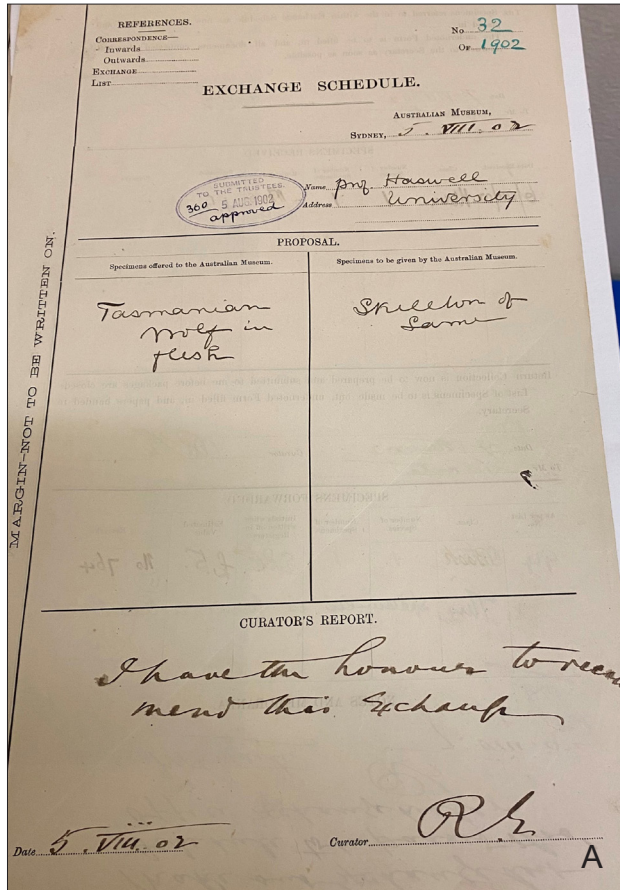 REFERENCES.
CORRESPONDENCE—
Inwards
Outwards
EXCHANGE
LIST
No 32
OF 1902
EXCHANGE SCHEDULE.
AUSTRALIAN MUSEUM,
SYDNEY, 5. VIII. 02
SUBMITTED
TO THE TRUSTEES.
360 5 AUG 1902
approved
Name Prof. Haswell
Address University
PROPOSAL.
Specimens offered to the Australian Museum.
Tasmanian
Wolf in
flesh
Specimens to be given by the Australian Museum.
Skeleton of
Same
MARGIN—NOT TO BE WRITTEN ON.
CURATOR'S REPORT.
I have the honour to recom
mend this Exchange
Date 5. VIII. 02
Curator R.E.
A